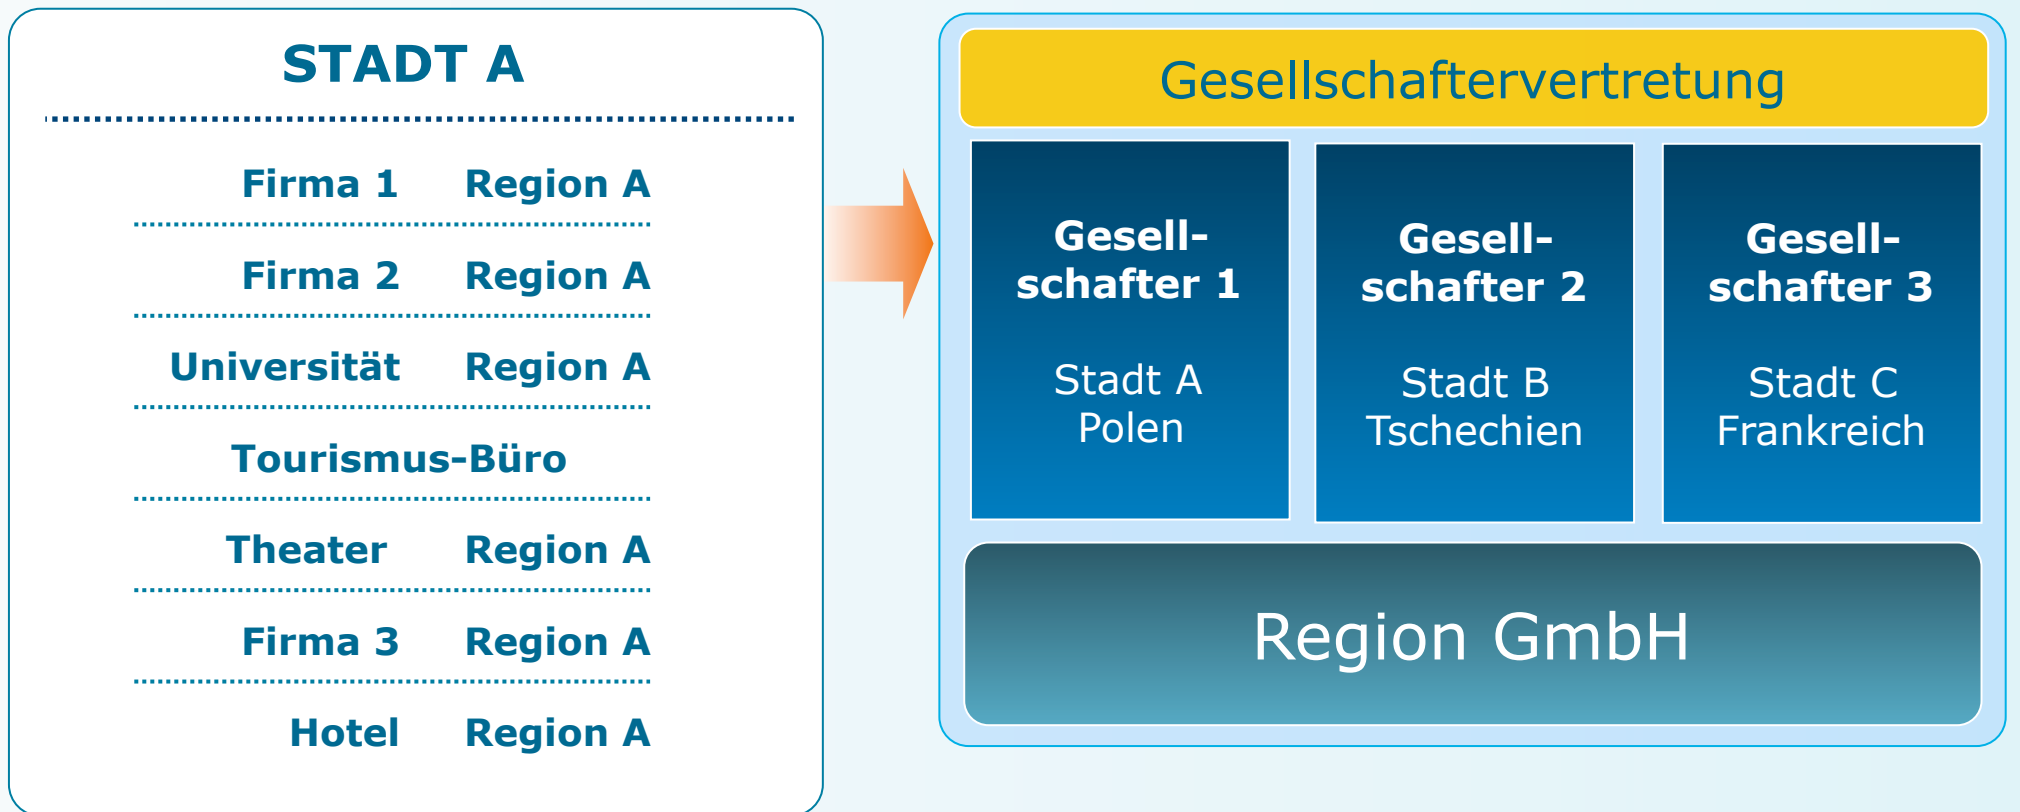 STADT A
Firma 1 Region A
Firma 2 Region A
Universität Region A
Tourismus-Büro
Theater Region A
Firma 3 Region A
Hotel Region A
Gesellschaftervertretung
Gesell-
schafter 1
Stadt A
Polen
Gesell-
schafter 2
Stadt B
Tschechien
Gesell-
schafter 3
Stadt C
Frankreich
Region GmbH